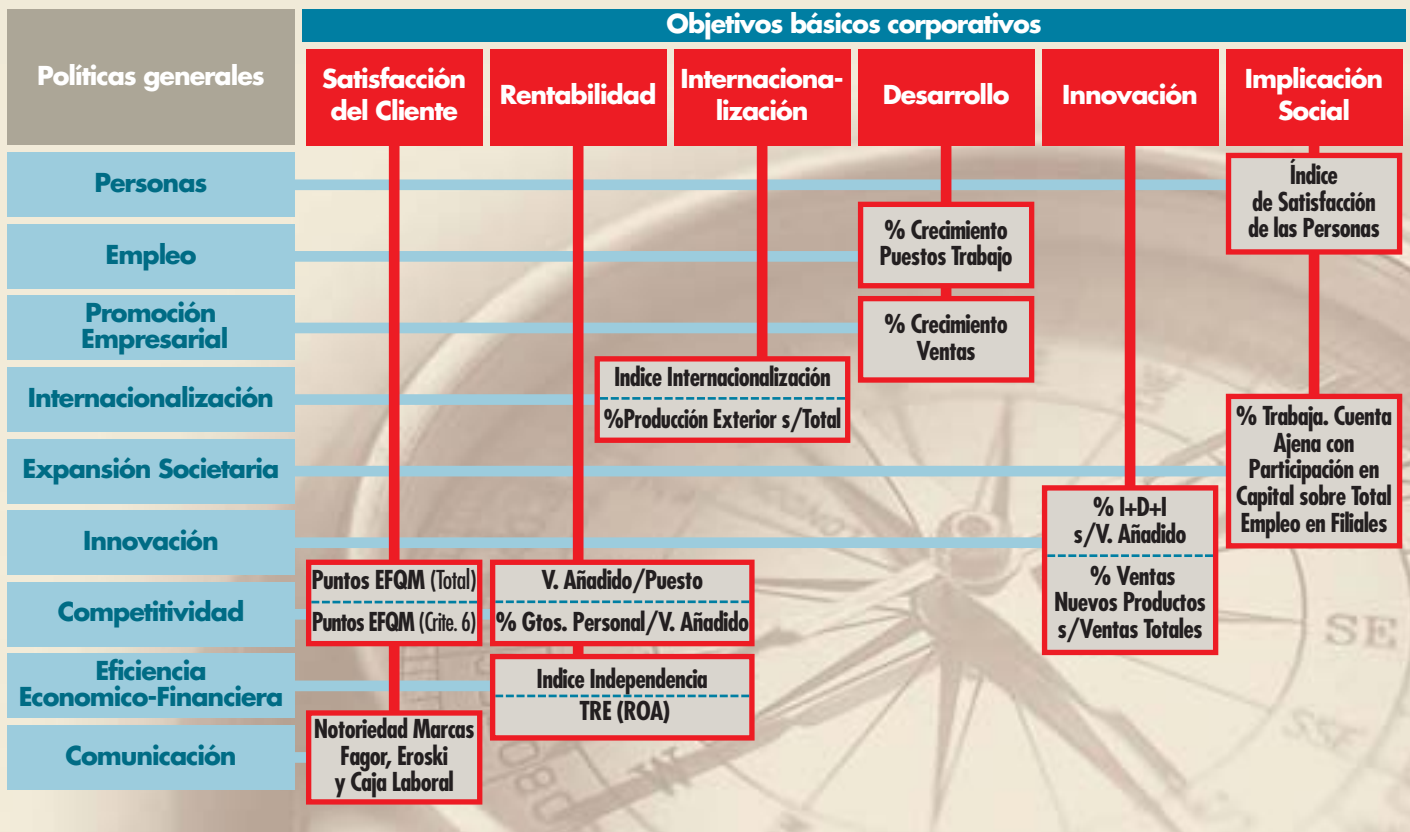 Objetivos básicos corporativos
Políticas generales
Satisfacción
del Cliente
Rentabilidad
Internaciona-
lización
Desarrollo
Innovación
Implicación
Social
Personas
Índice
de Satisfacción
de las Personas
Empleo
% Crecimiento
Puestos Trabajo
Promoción
Empresarial
% Crecimiento
Ventas
Internacionalización
Indice Internacionalización
%Producción Exterior s/Total
Expansión Societaria
% Trabaja. Cuenta
Ajena con
Participación en
Capital sobre Total
Empleo en Filiales
Innovación
% I+D+I
s/V. Añadido
% Ventas
Nuevos Productos
s/Ventas Totales
Competitividad
Puntos EFQM (Total)
Puntos EFQM (Crite. 6)
V. Añadido/Puesto
% Gtos. Personal/V. Añadido
Eficiencia
Economico-Financiera
Indice Independencia
TRE (ROA)
Comunicación
Notoriedad Marcas
Fagor, Eroski
y Caja Laboral
SE
SSE
W
080